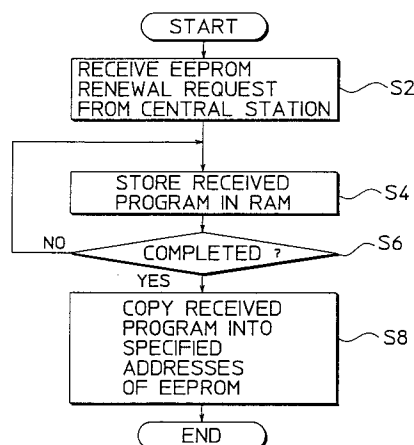 START
RECEIVE EEPROM
RENEWAL REQUEST
FROM CENTRAL STATION
S2
STORE RECEIVED
PROGRAM IN RAM
S4
COMPLETED ?
S6
NO
YES
COPY RECEIVED
PROGRAM INTO
SPECIFIED
ADDRESSES
OF EEPROM
S8
END